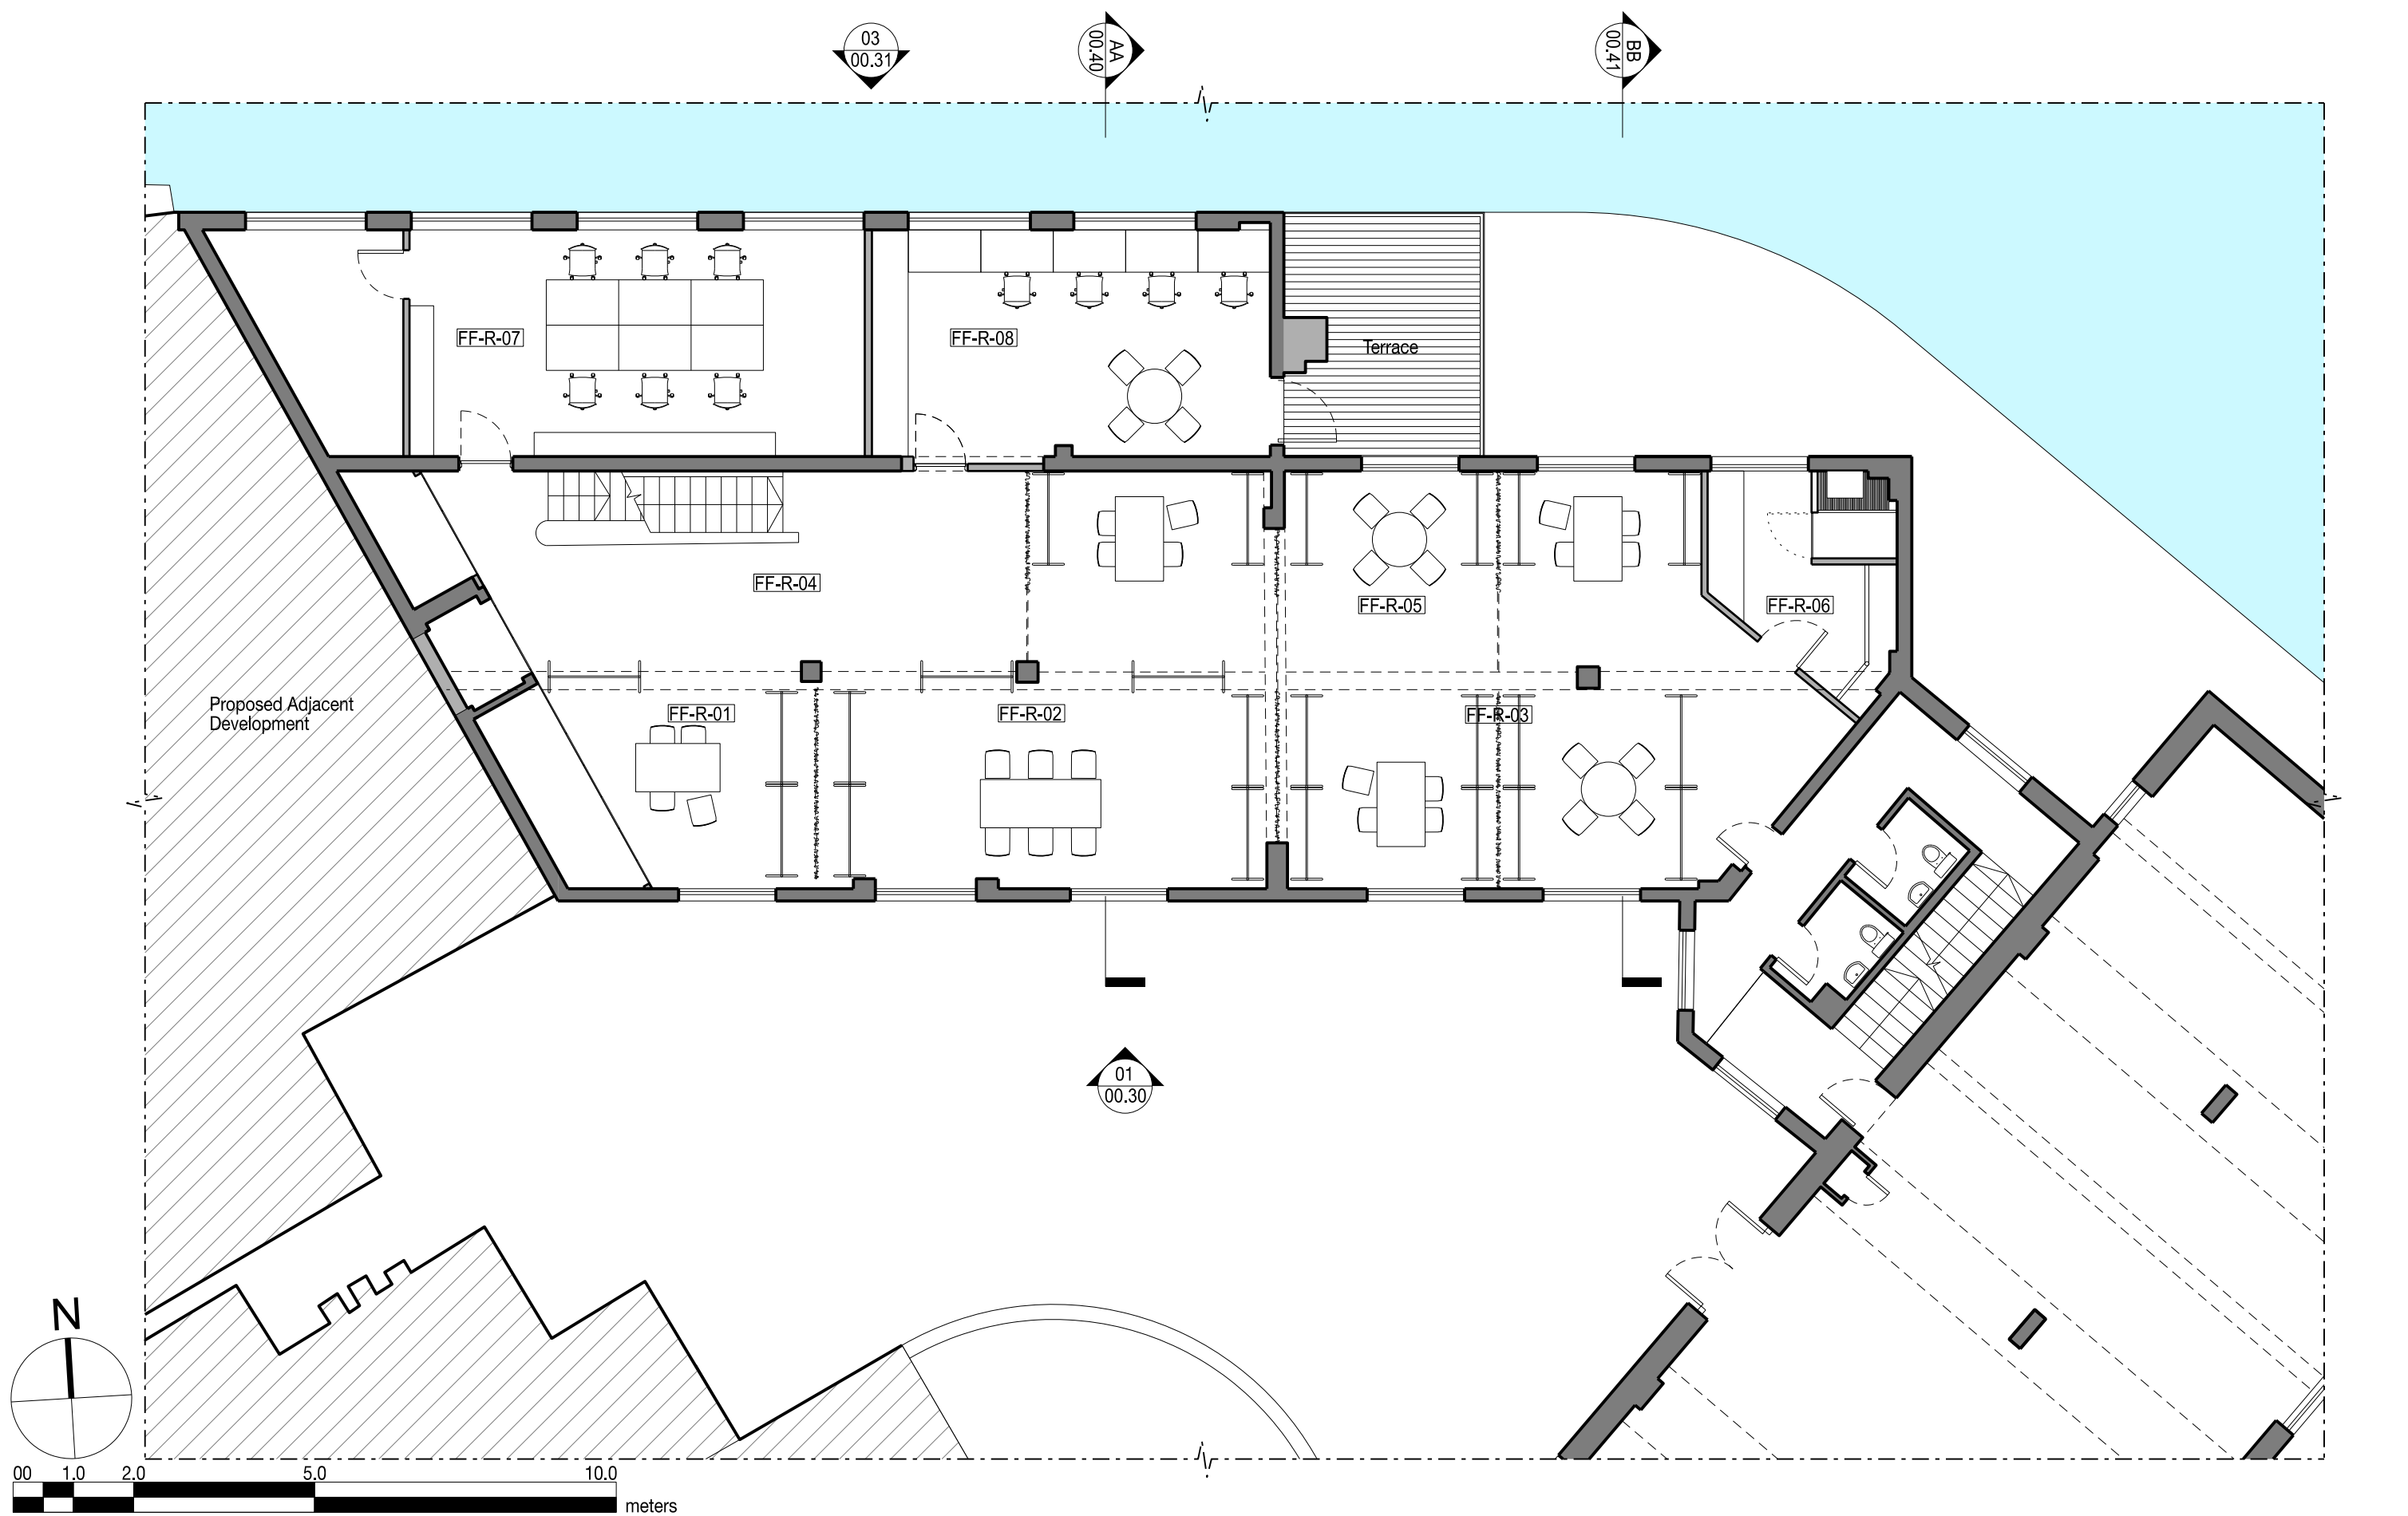 03
00.31
AA
00.40
BB
00.41
FF-R-07
FF-R-08
Terrace
FF-R-04
FF-R-05
FF-R-06
Proposed Adjacent
Development
FF-R-01
FF-R-02
FF-R-03
01
00.30
N
00 1.0 2.0 5.0 10.0
meters